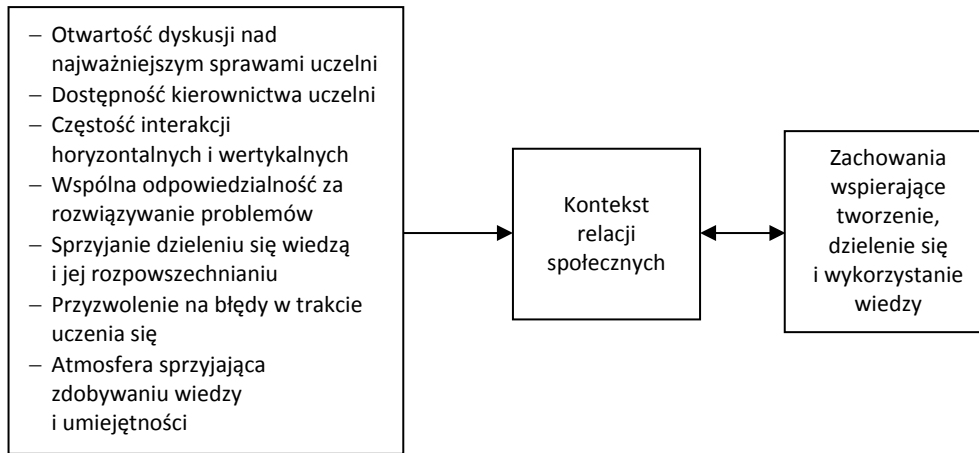 – Otwartość dyskusji nad
najważniejszym sprawami uczelni
– Dostępność kierownictwa uczelni
– Częstość interakcji
horyzontalnych i wertykalnych
– Wspólna odpowiedzialność za
rozwiązywanie problemów
– Sprzyjanie dzieleniu się wiedzą
i jej rozpowszechnianiu
– Przyzwolenie na błędy w trakcie
uczenia się
– Atmosfera sprzyjająca
zdobywaniu wiedzy
i umiejętności
Kontekst
relacji
społecznych
Zachowania
wspierające
tworzenie,
dzielenie się
i wykorzystanie
wiedzy